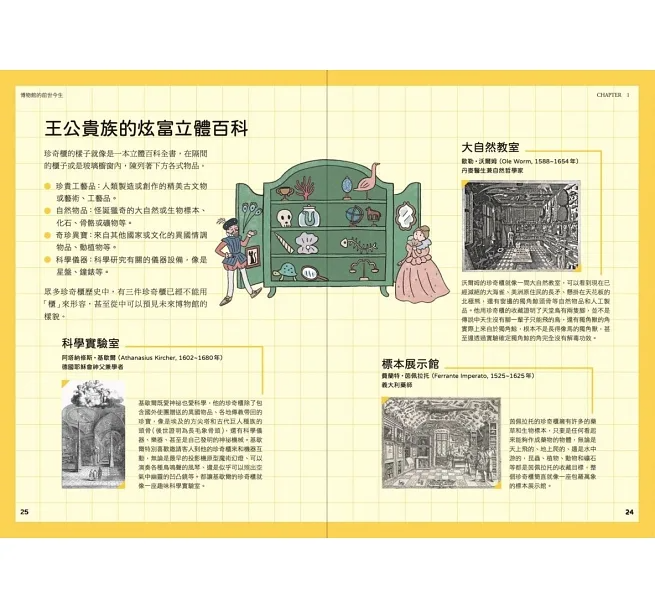 博物館的前世今生
CHAPTER 1
王公貴族的炫富立體百科
珍奇櫃的樣子就像是一本立體百科全書,在隔間
的櫃子或是玻璃櫥窗內,陳列著下方各式物品。
珍貴工藝品:人類製造或創作的精美古文物
或藝術、工藝品。
自然物品:怪誕獵奇的大自然或生物標本、
化石、骨骼或礦物等。
奇珍異寶:來自其他國家或文化的異國情調
物品、動植物等。
科學儀器:科學研究有關的儀器設備,像是
星盤、鐘錶等。
眾多珍奇櫃歷史中,有三件珍奇櫃已經不能用
「櫃」來形容,甚至從中可以預見未來博物館的
樣貌。
大自然教室
歐勒・沃爾姆(Ole Worm, 1588~1654年)
丹麥醫生兼自然哲學家
沃爾姆的珍奇櫃就像一間大自然教室,可以看到現在已
經滅絕的大海雀、美洲原住民的長矛、懸掛在天花板的
北極熊,還有壁邊的獨角鯨頭骨等自然物品和人工製
品。他用珍奇櫃的收藏證明了天堂鳥有兩隻腳,並不是
傳說中天生沒有腳一輩子只能飛的鳥,還有獨角獸的角
實際上來自於獨角鯨,根本不是長得像馬的獨角獸,甚
至還透過實驗確定獨角鯨的角完全沒有解毒功效。
科學實驗室
阿塔納修斯・基歇爾(Athanasius Kircher, 1602~1680年)
德國耶穌會神父兼學者
基歇爾既愛神祕也愛科學,他的珍奇櫃除了包
含國外使團贈送的異國物品、各地傳教帶回的
珍寶,像是埃及的方尖塔和古代巨人種族的
頭骨(後世證明為長毛象骨頭),還有科學儀
器、樂器,甚至是自己發明的神祕機械。基歇
爾特別喜歡邀請客人到他的珍奇櫃來和機器互
動,無論是最早的投影機原型魔術幻燈、可以
演奏各種鳥鳴聲的風琴,還是似乎可以燒出空
氣中幽靈的凹凸鏡等,都讓基歇爾的珍奇櫃就
像一座趣味科學實驗室。
標本展示館
費蘭特・茵佩拉托(Ferrante Imperato, 1525~1625年)
義大利藥師
茵佩拉托的珍奇櫃擁有許多的藥
草和生物標本,只要是任何看起
來能夠作成藥物的物體,無論是
天上飛的、地上爬的、還是水中
游的,昆蟲、植物、動物和礦石
等都是茵佩拉托的收藏目標,整
個珍奇櫃簡直就像一座包羅萬象
的標本展示館。
25
24